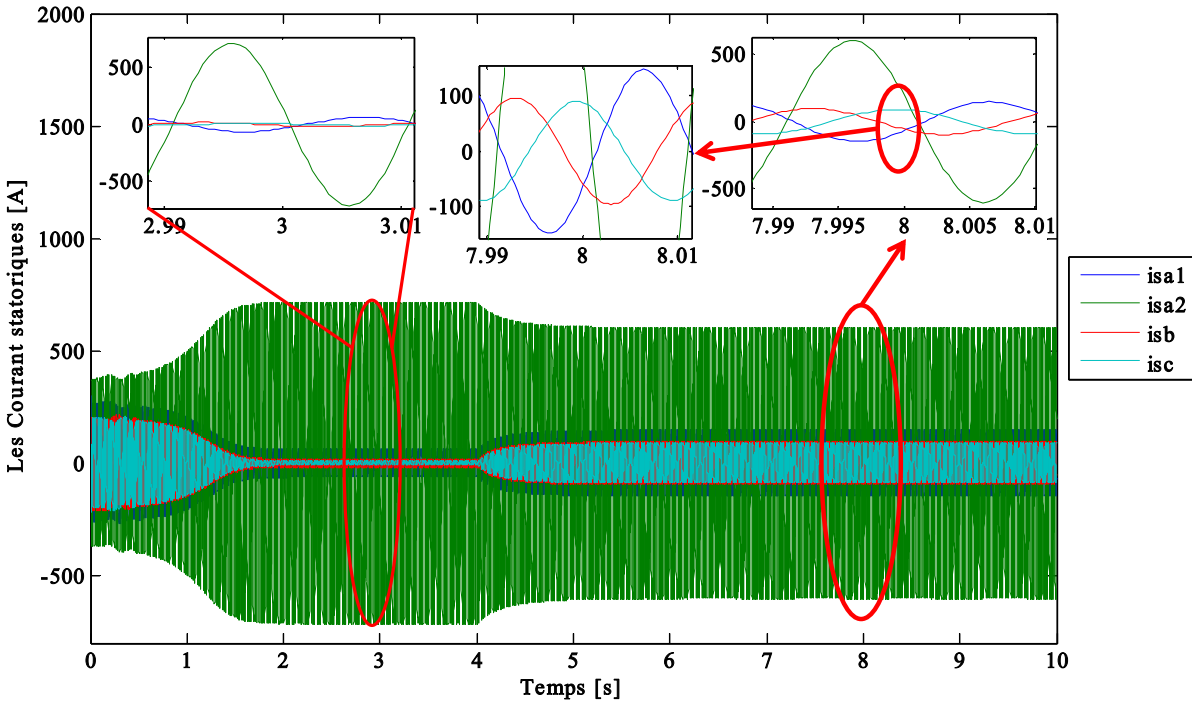 2000
1500
1000
500
0
-500
Les Courant statoriques [A]
0 1 2 3 4 5 6 7 8 9 10
Temps [s]
500
0
-500
2.99 3 3.01
100
0
-100
7.99 8 8.01
500
0
-500
7.99 7.995 8 8.005 8.01
isa1
isa2
isb
isc